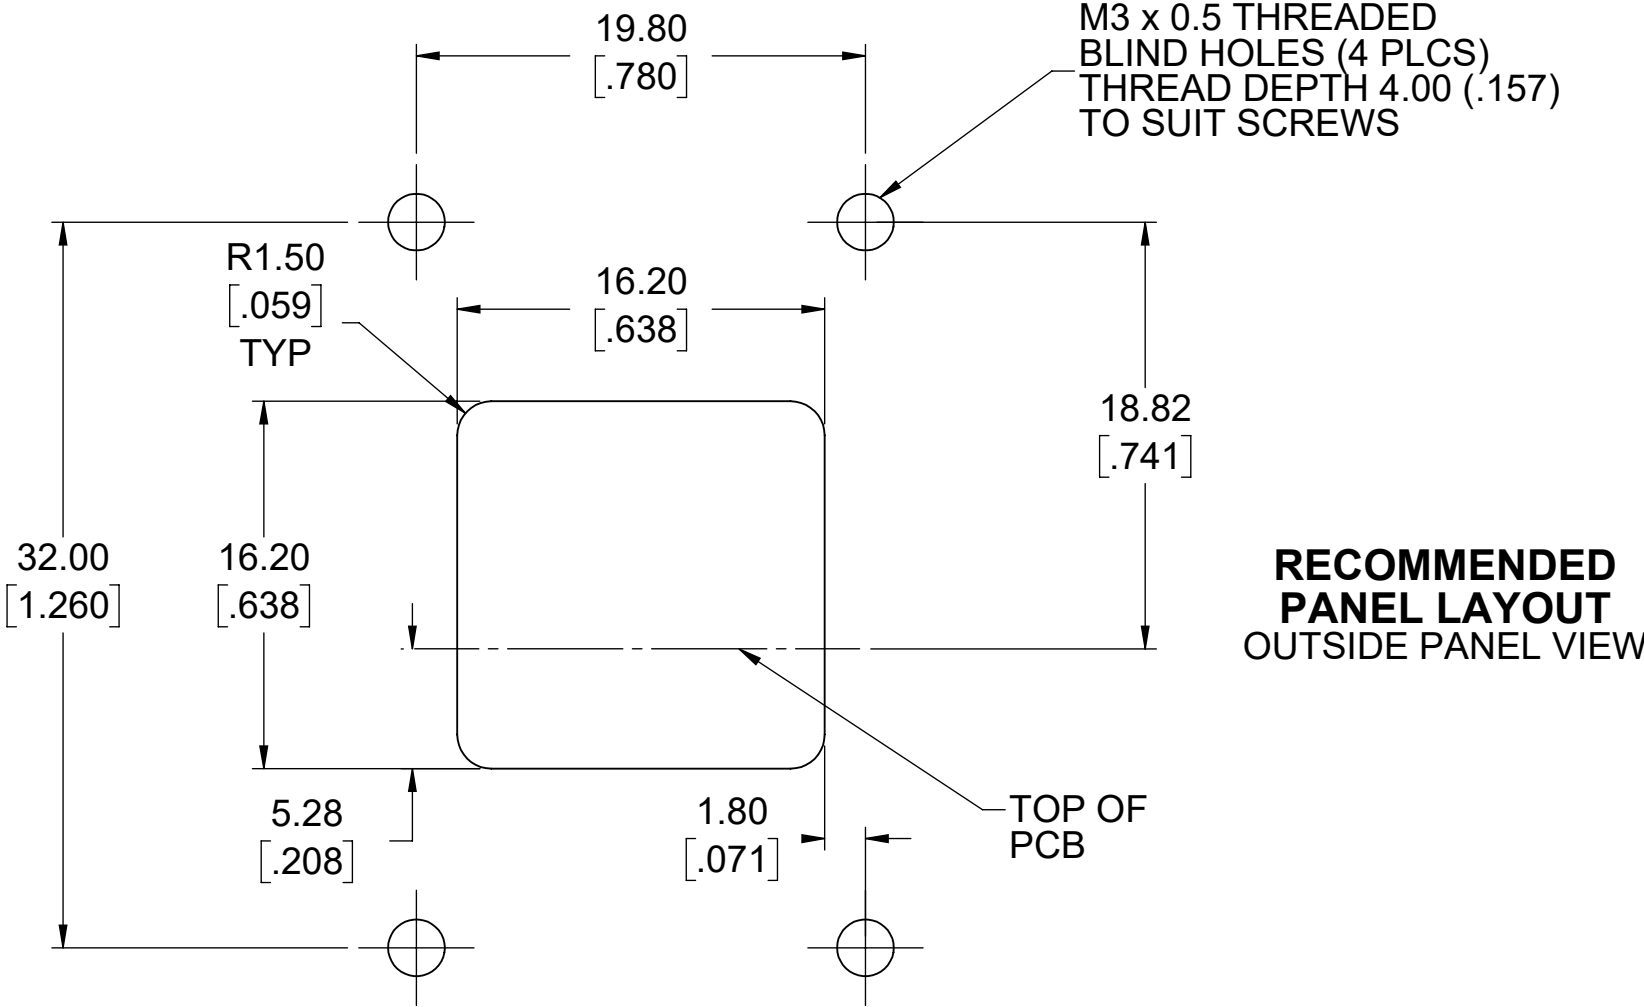 19.80
[.780]
M3 x 0.5 THREADED
BLIND HOLES (4 PLCS)
THREAD DEPTH 4.00 (.157)
TO SUIT SCREWS
R1.50
[.059]
TYP
16.20
[.638]
18.82
[.741]
32.00
[1.260]
16.20
[.638]
RECOMMENDED
PANEL LAYOUT
OUTSIDE PANEL VIEW
5.28
[.208]
1.80
[.071]
TOP OF
PCB